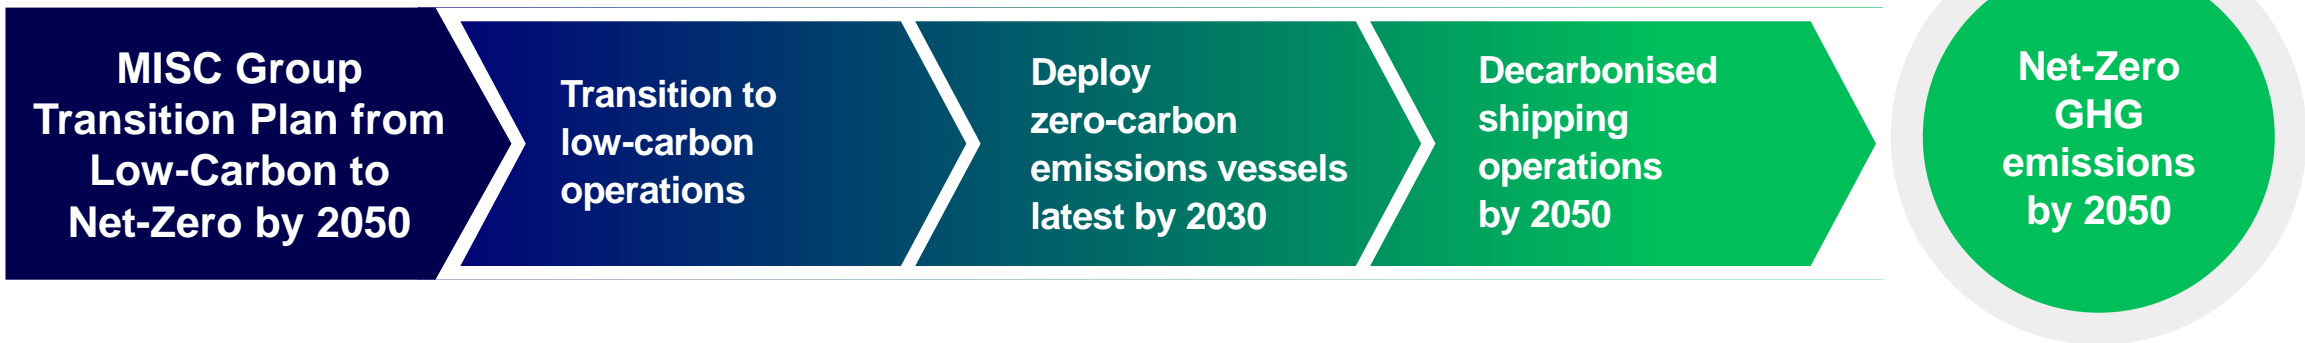 MISC Group
Transition Plan from
Low-Carbon to
Net-Zero by 2050
Transition to
low-carbon
operations
Deploy
zero-carbon
emissions vessels
latest by 2030
Decarbonised
shipping
operations
by 2050
Net-Zero
GHG
emissions
by 2050